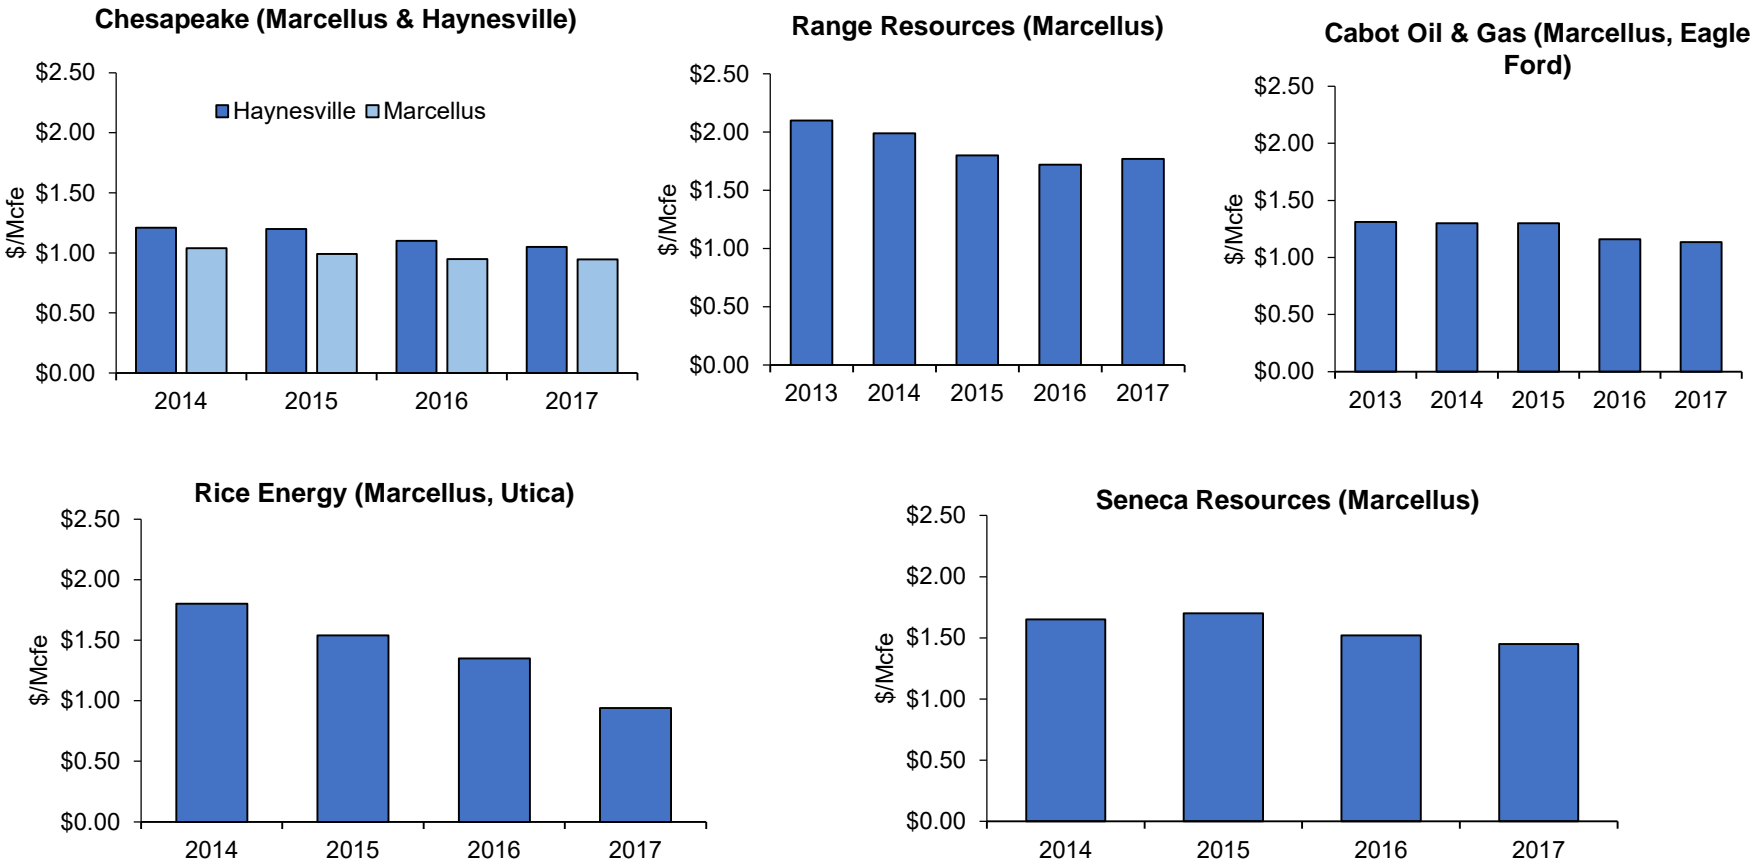 Chesapeake (Marcellus & Haynesville)
$2.50
$2.00
$1.50
$1.00
$0.50
$0.00
$/Mcfe
Haynesville Marcellus
2014 2015 2016 2017
Range Resources (Marcellus)
$2.50
$2.00
$1.50
$1.00
$0.50
$0.00
$/Mcfe
2013 2014 2015 2016 2017
Cabot Oil & Gas (Marcellus, Eagle
Ford)
$2.50
$2.00
$1.50
$1.00
$0.50
$0.00
$/Mcfe
2013 2014 2015 2016 2017
Rice Energy (Marcellus, Utica)
$2.50
$2.00
$1.50
$1.00
$0.50
$0.00
$/Mcfe
2014 2015 2016 2017
Seneca Resources (Marcellus)
$2.50
$2.00
$1.50
$1.00
$0.50
$0.00
$/Mcfe
2014 2015 2016 2017